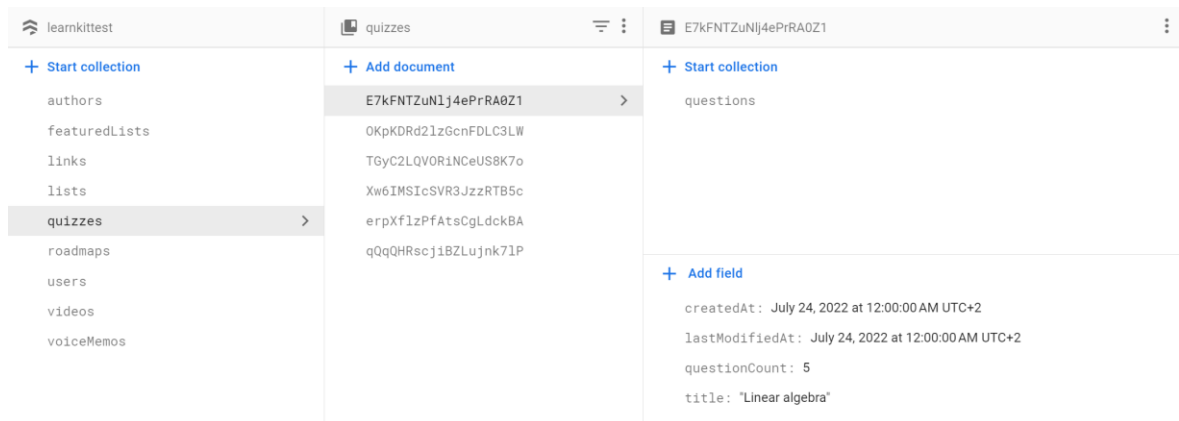 learnkittest
Start collection
authors
featuredLists
links
lists
quizzes
roadmaps
users
videos
voiceMemos
quizzes
Add document
E7kFNTZuNlj4ePrRA0Z1
OKpKDRd2lzGcnFDLC3LW
TGyC2LQVORiNCeUS8K7o
Xw6IMSIcSVR3JzzRTB5c
erpXflzPfAtsCgLdckBA
qQqQHRscjiBZLujnk7lP
E7kFNTZuNlj4ePrRA0Z1
Start collection
questions
Add field
createdAt: July 24, 2022 at 12:00:00 AM UTC+2
lastModifiedAt: July 24, 2022 at 12:00:00 AM UTC+2
questionCount: 5
title: "Linear algebra"